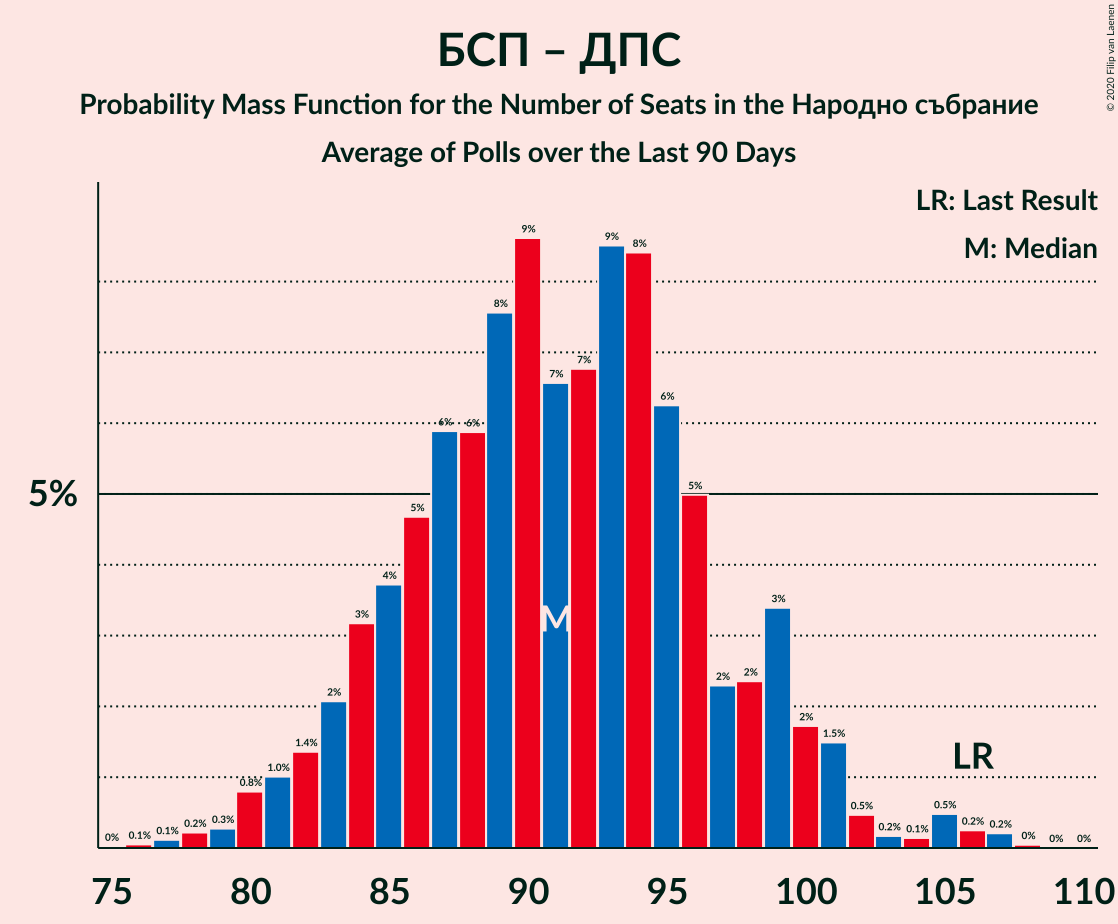 БСП – ДПС
Probability Mass Function for the Number of Seats in the Народно събрание
Average of Polls over the Last 90 Days
© 2020 Filip van Laenen
LR: Last Result
M: Median
5%
0% 0.1% 0.1% 0.2% 0.3% 0.8% 1.0% 1.4% 2% 3% 4% 5% 6% 6% 8% 9% 7% 7% 9% 8% 6% 5% 2% 2% 3% 2% 1.5% 0.5% 0.2% 0.1% 0.5% 0.2% 0.2% 0% 0% 0%
M
LR
75 80 85 90 95 100 105 110